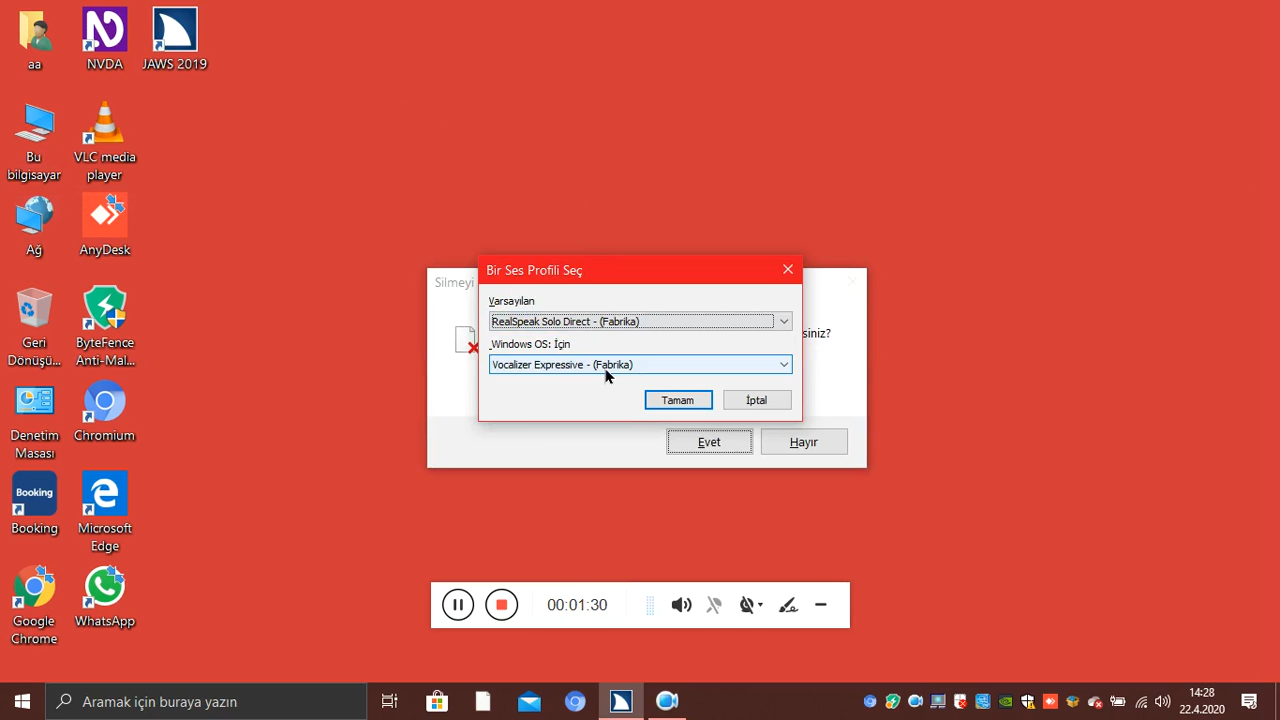 aa
NVDA
JAWS 2019
Bu
bilgisayar
VLC media
player
Ağ
AnyDesk
Geri
Dönüşü...
ByteFence
Anti-Mal...
Denetim
Masası
Chromium
Booking
Booking
Microsoft
Edge
Google
Chrome
WhatsApp
Silmeyi
siniz?
Bir Ses Profili Seç
Varsayılan
RealSpeak Solo Direct - (Fabrika)
Windows OS: İçin
Vocalizer Expressive - (Fabrika)
Tamam
İptal
Evet
Hayır
00:01:30
Aramak için buraya yazın
14:28
22.4.2020